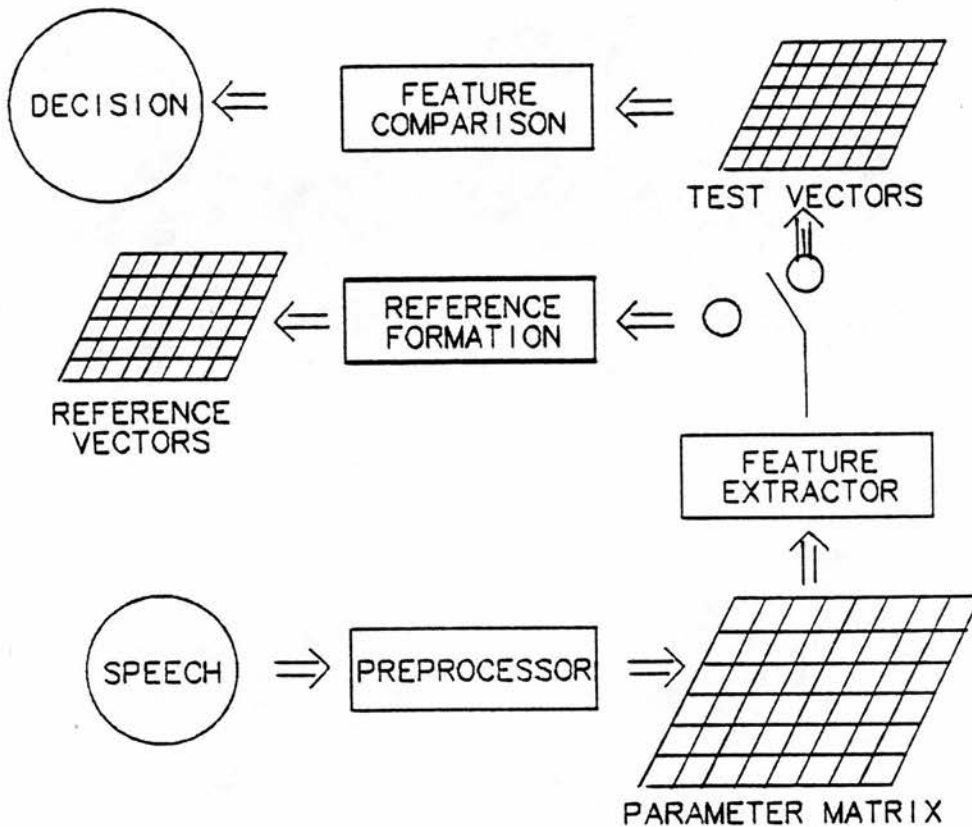 DECISION
FEATURE
COMPARISON
TEST VECTORS
REFERENCE
FORMATION
REFERENCE
VECTORS
FEATURE
EXTRACTOR
SPEECH
PREPROCESSOR
PARAMETER MATRIX